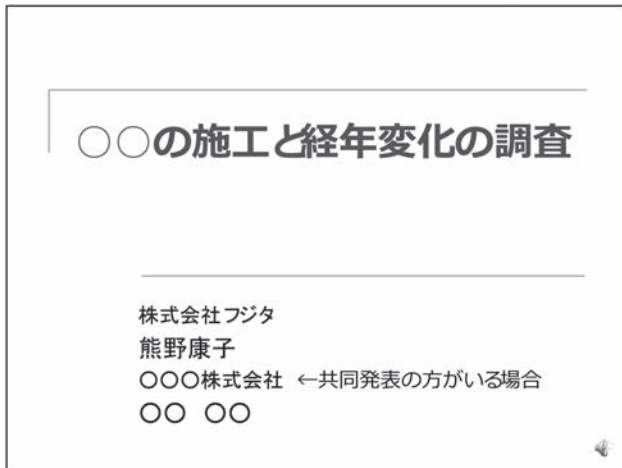 ○○の施工と経年変化の調査
株式会社フジタ
熊野康子
○○○株式会社 ←共同発表の方がいる場合
○○ ○○